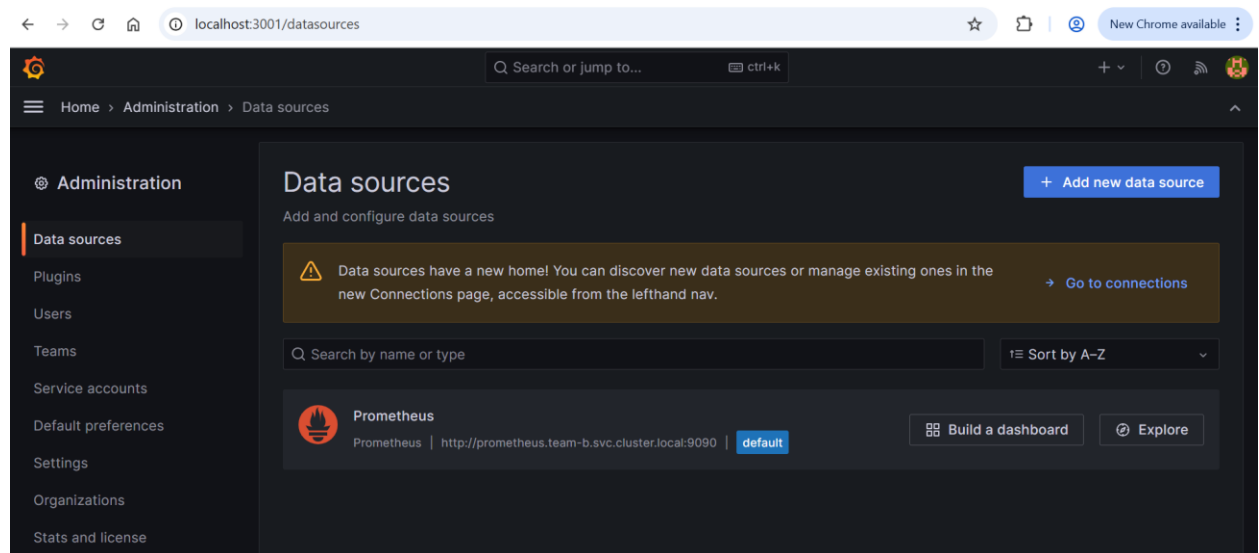 localhost:3001/datasources
New Chrome available
Search or jump to...
ctrl+k
Home › Administration › Data sources
Administration
Data sources
Plugins
Users
Teams
Service accounts
Default preferences
Settings
Organizations
Stats and license
Data sources
Add and configure data sources
+ Add new data source
Data sources have a new home! You can discover new data sources or manage existing ones in the
new Connections page, accessible from the lefthand nav.
Go to connections
Search by name or type
Sort by A–Z
Prometheus
Prometheus | http://prometheus.team-b.svc.cluster.local:9090 | default
Build a dashboard
Explore